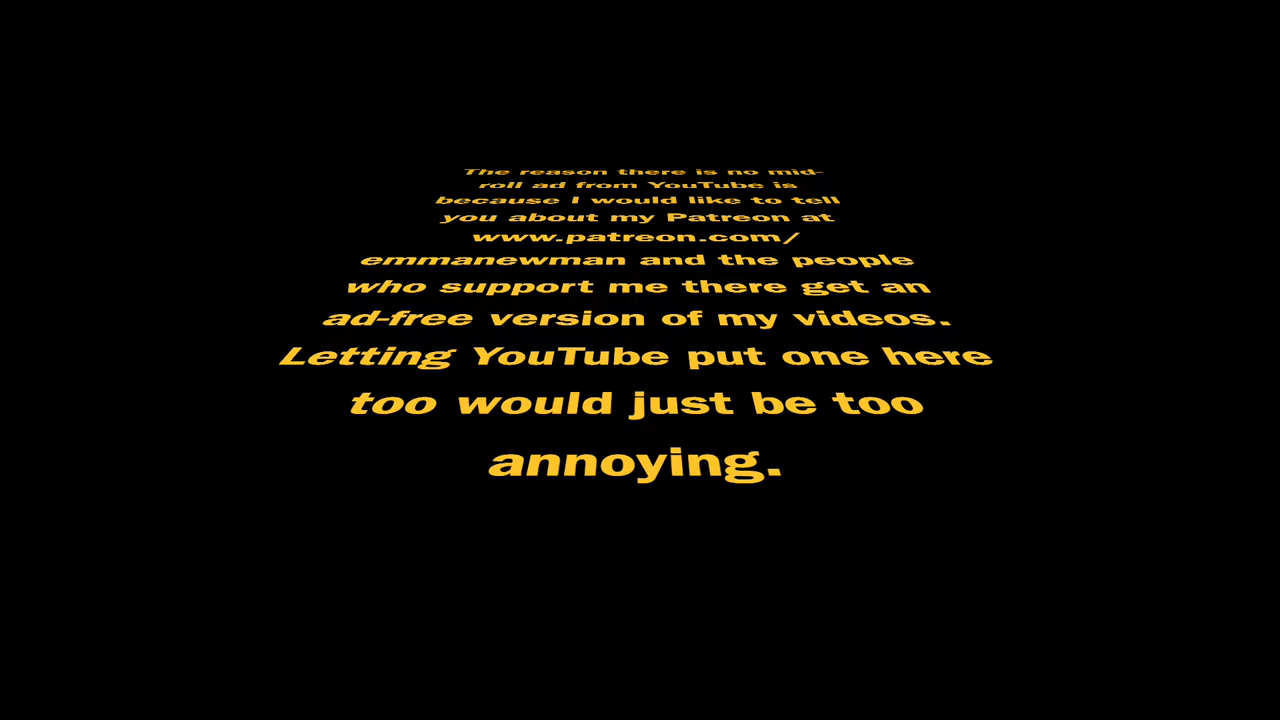 The reason there is no mid-
roll ad from YouTube is
because I would like to tell
you about my Patreon at
www.patreon.com/
emmanewman and the people
who support me there get an
ad-free version of my videos.
Letting YouTube put one here
too would just be too
annoying.